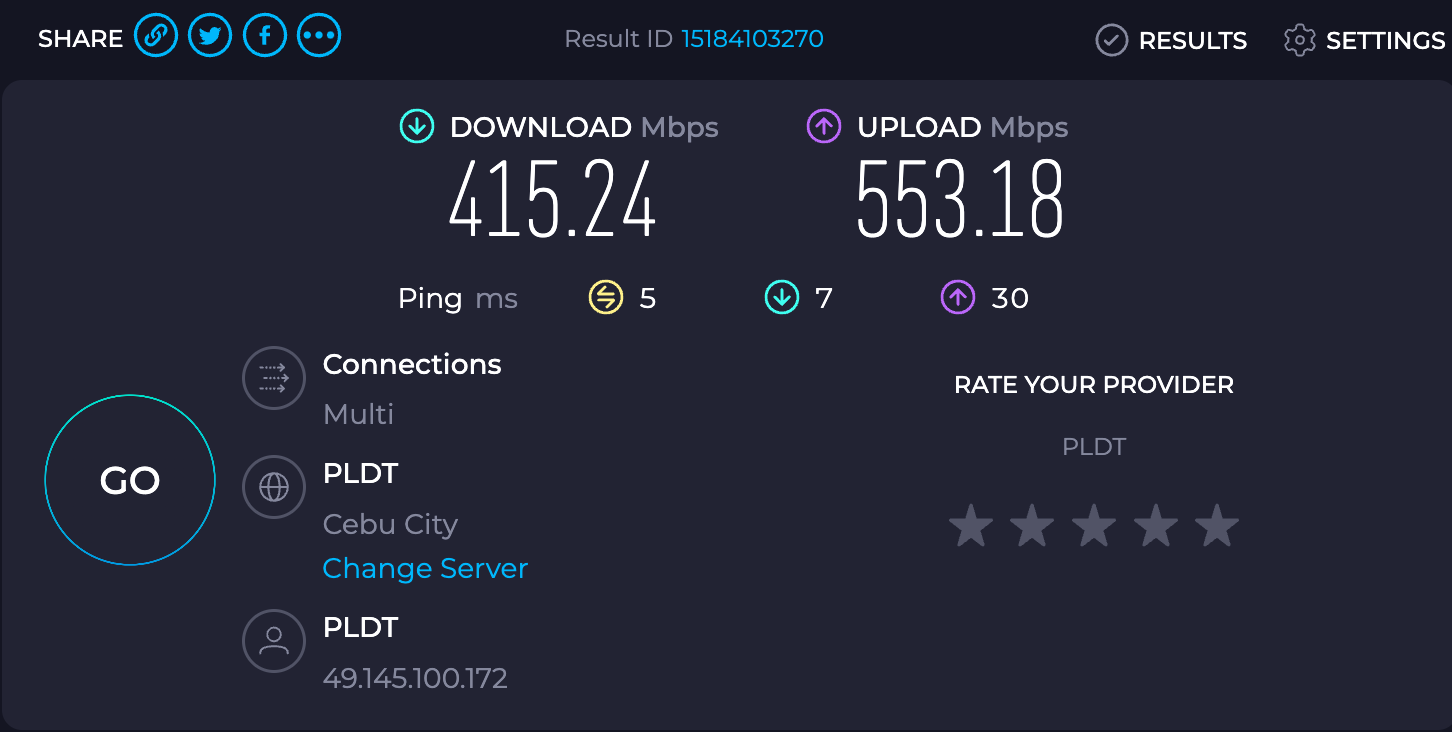 SHARE
Result ID 15184103270
RESULTS
SETTINGS
DOWNLOAD Mbps
415.24
UPLOAD Mbps
553.18
Ping ms 5 7 30
GO
Connections
Multi
PLDT
Cebu City
Change Server
PLDT
49.145.100.172
RATE YOUR PROVIDER
PLDT